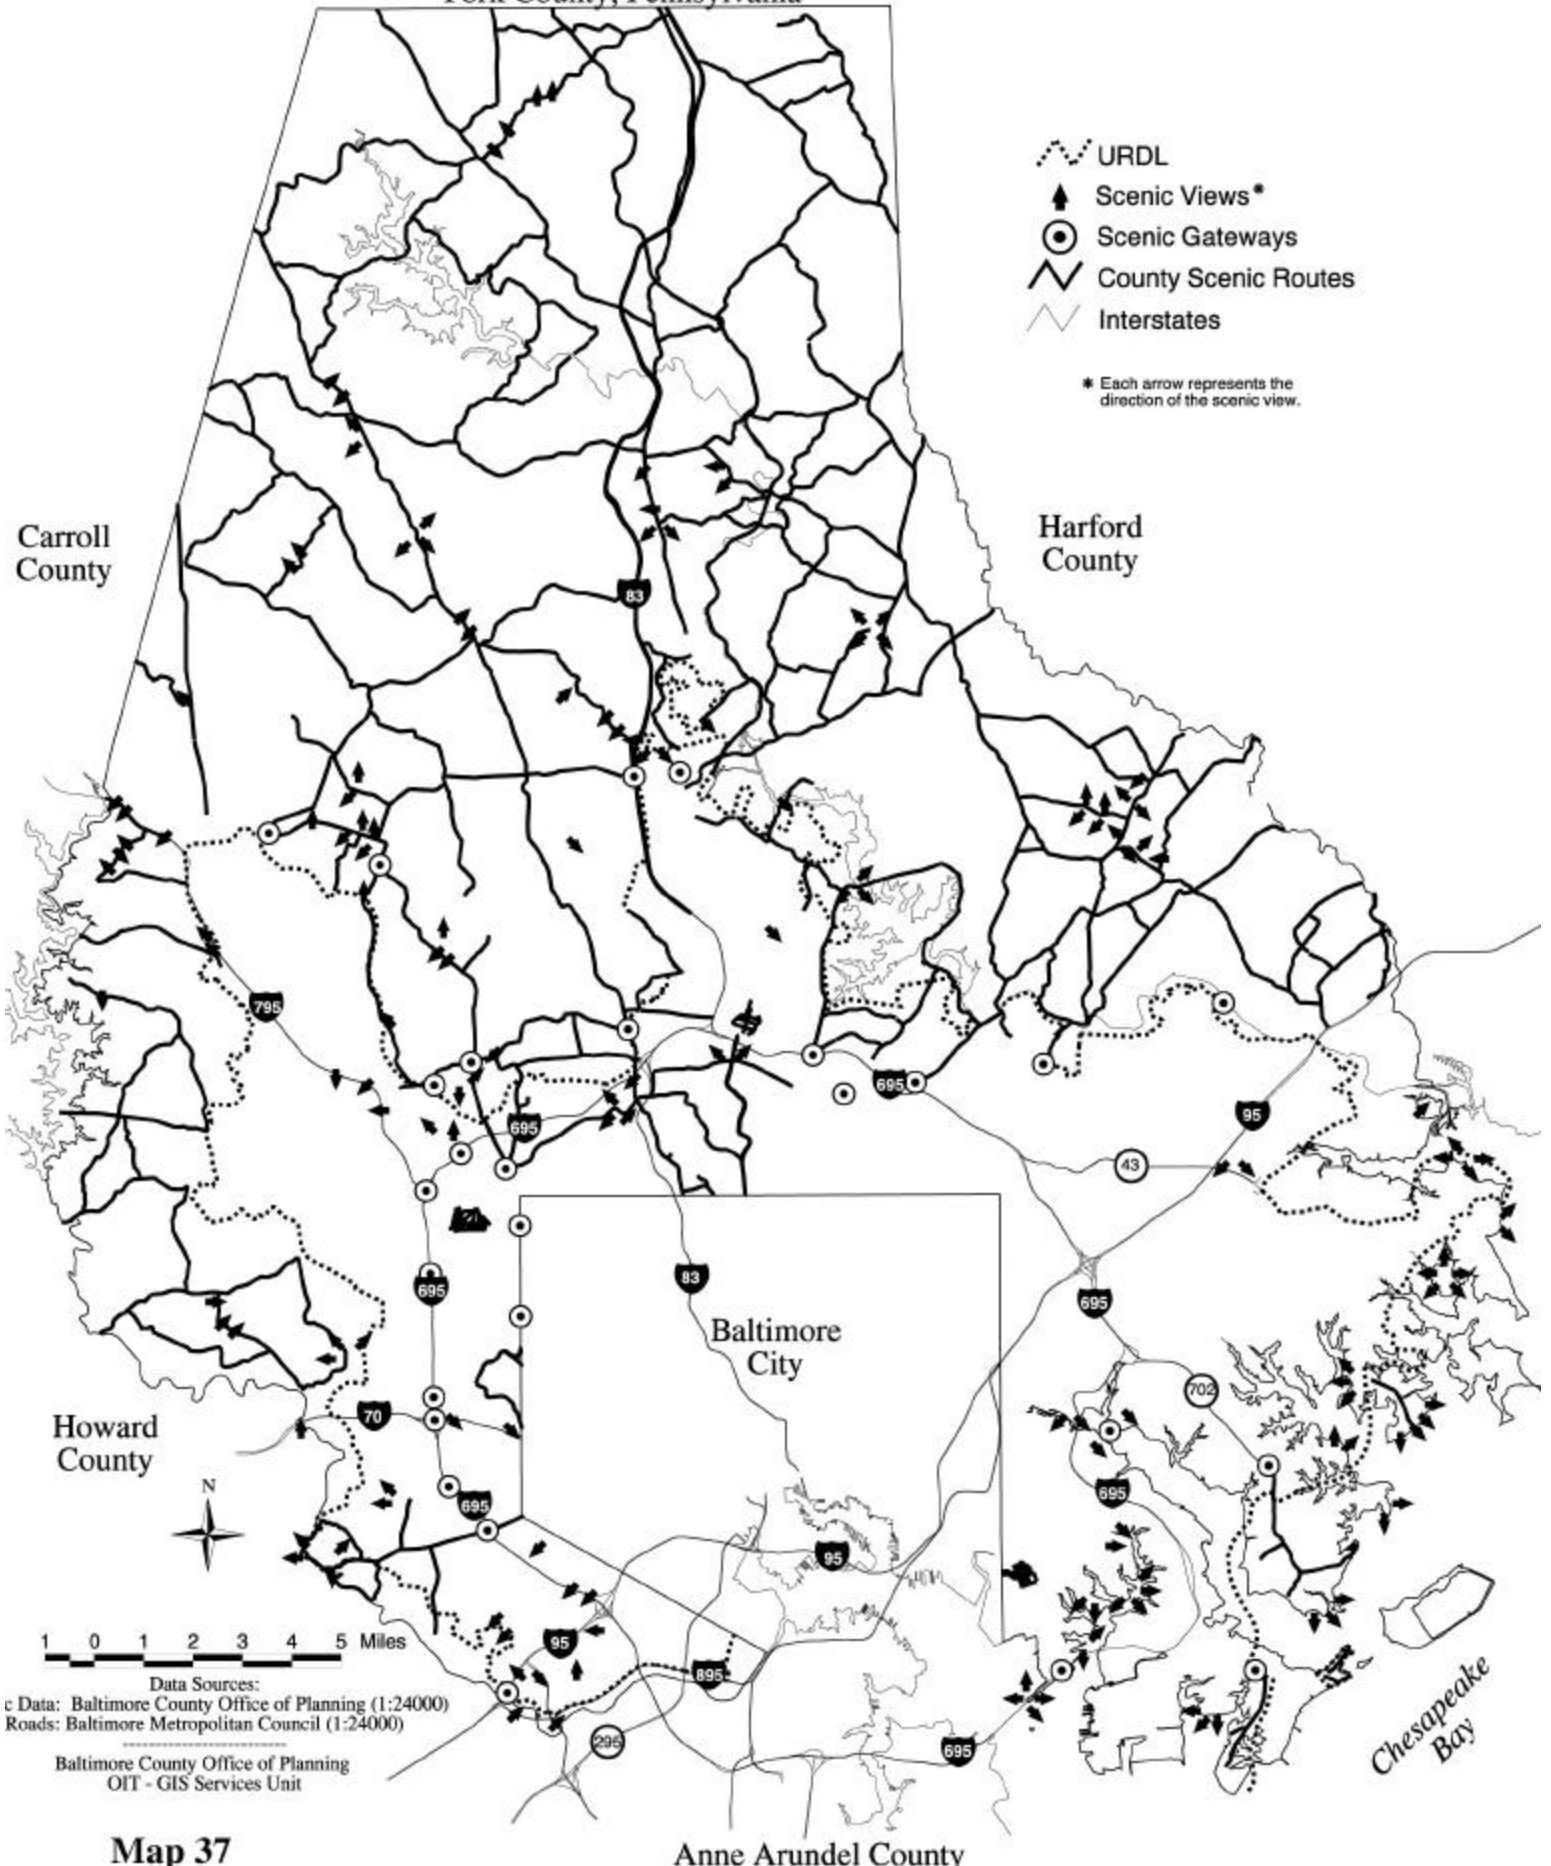 York County, Pennsylvania
URDL
Scenic Views*
Scenic Gateways
County Scenic Routes
Interstates
* Each arrow represents the
direction of the scenic view.
Carroll
County
Harford
County
83
795
695
695
95
43
83
695
695
Baltimore
City
702
70
Howard
County
N
695
695
95
1 0 1 2 3 4 5 Miles
95
895
295
695
Data Sources:
c Data: Baltimore County Office of Planning (1:24000)
Roads: Baltimore Metropolitan Council (1:24000)
-------------------------
Baltimore County Office of Planning
OIT - GIS Services Unit
Chesapeake
Bay
Map 37
Anne Arundel County